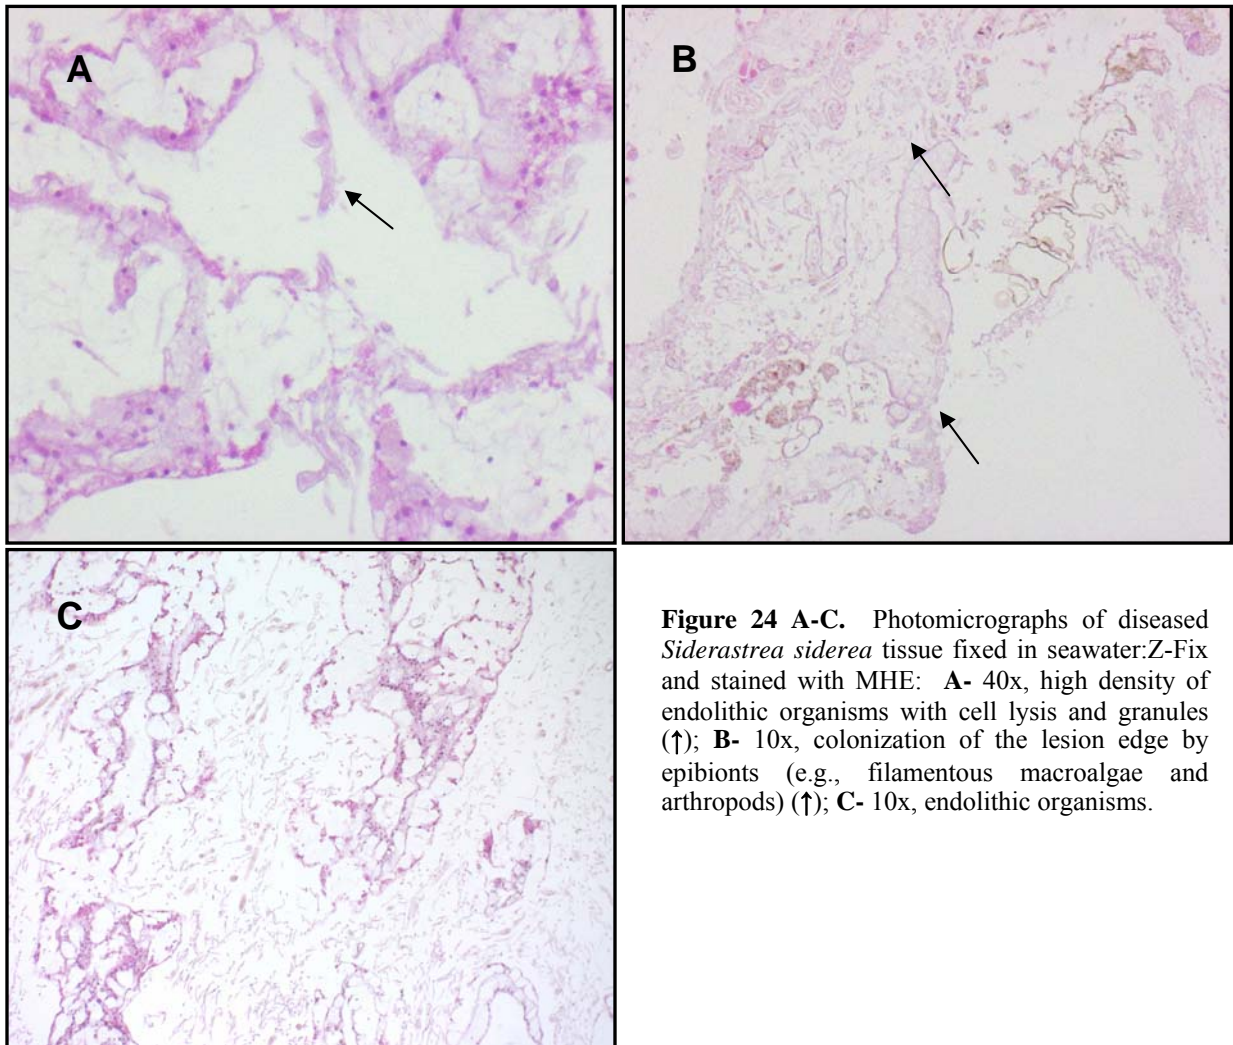 A
B
C
Figure 24 A-C. Photomicrographs of diseased
Siderastrea siderea tissue fixed in seawater:Z-Fix
and stained with MHE: A- 40x, high density of
endolithic organisms with cell lysis and granules
(↑); B- 10x, colonization of the lesion edge by
epibionts (e.g., filamentous macroalgae and
arthropods) (↑); C- 10x, endolithic organisms.